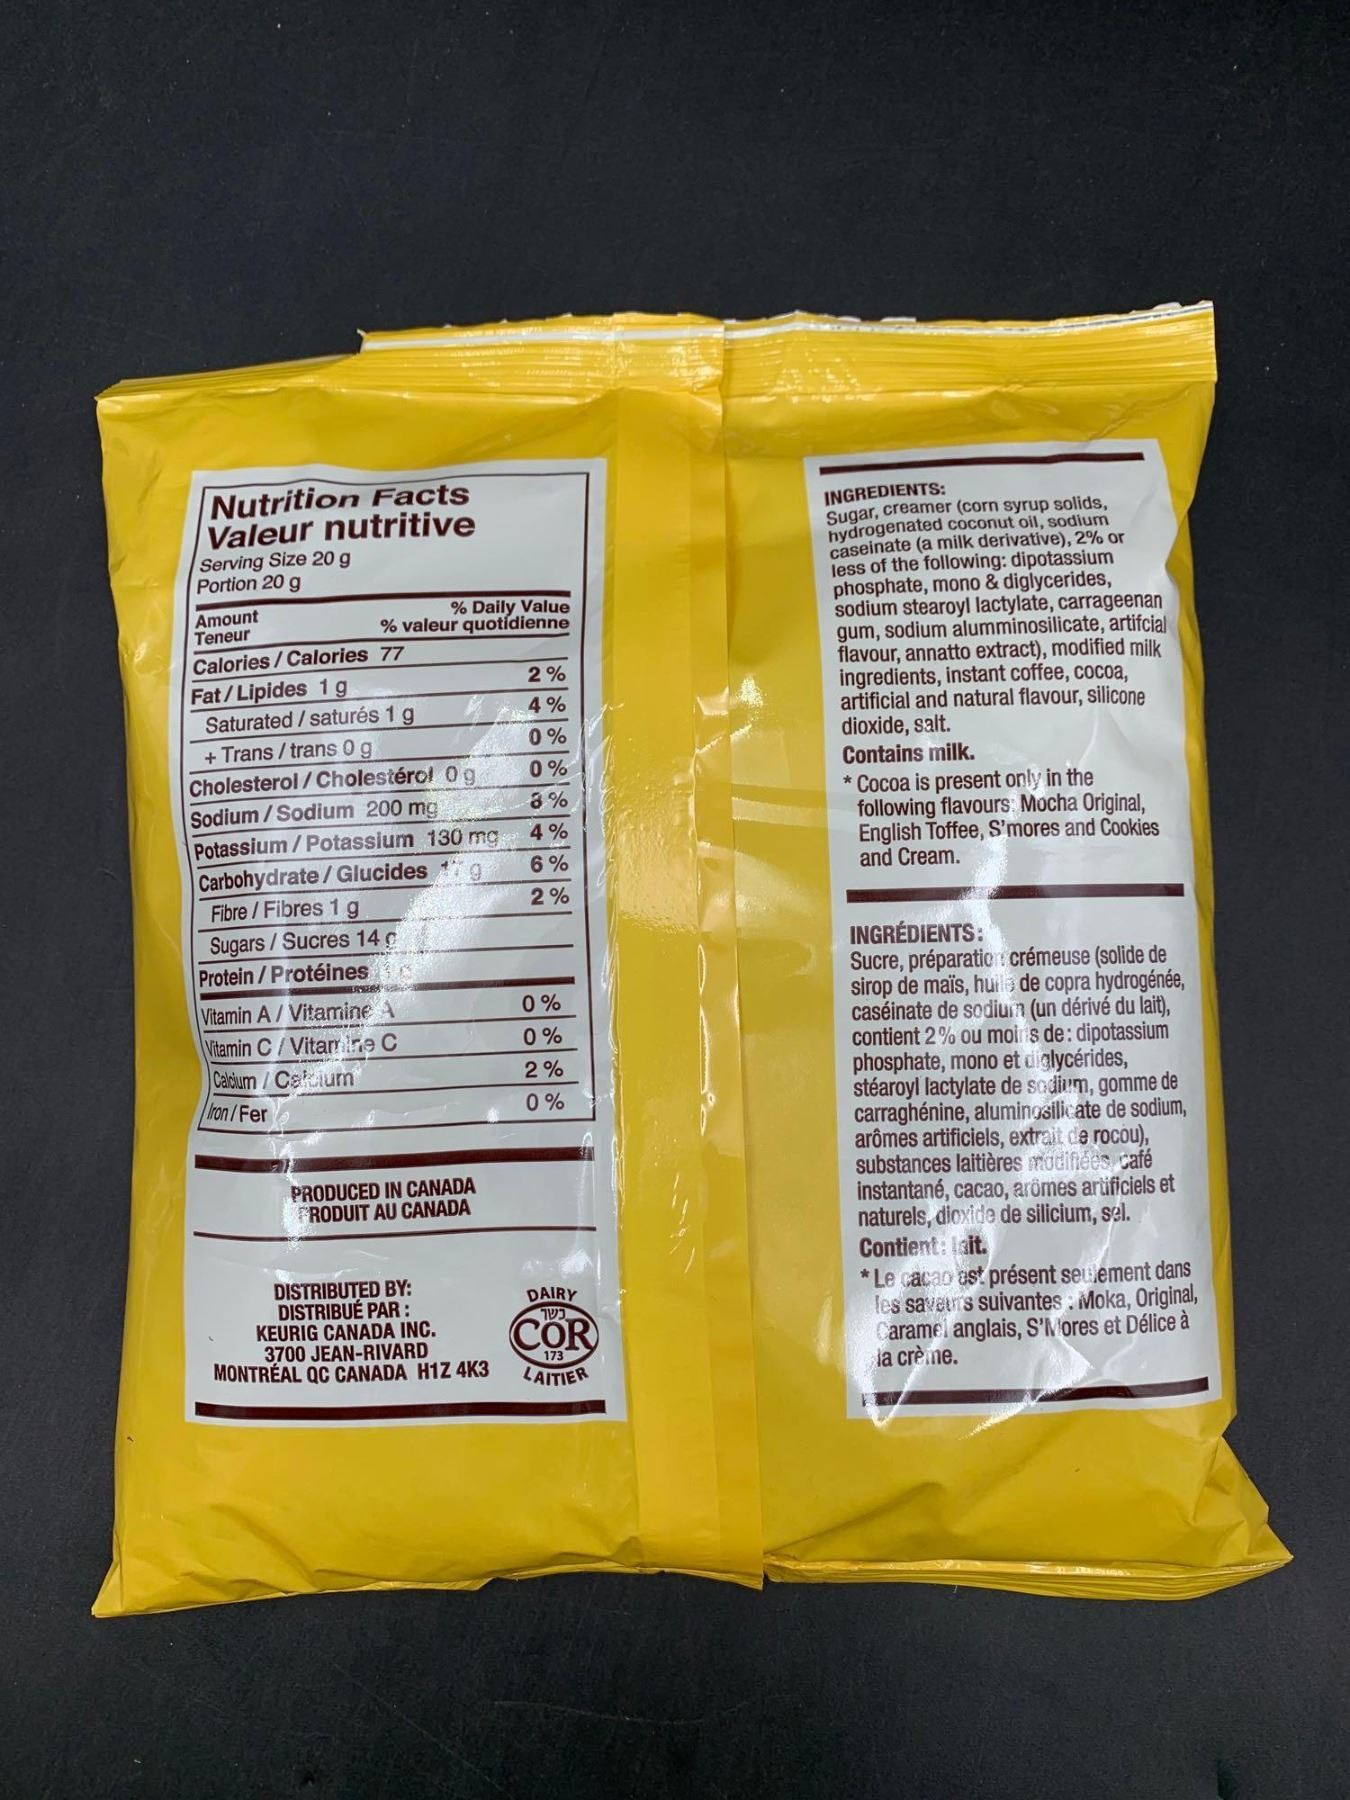 Nutrition Facts
Valeur nutritive
Serving Size 20 g
Portion 20 g
Amount % Daily Value
Teneur % valeur quotidienne
Calories / Calories 77
Fat / Lipides 1 g 2 %
Saturated / saturés 1 g 4 %
+ Trans / trans 0 g 0 %
Cholesterol / Cholestérol 0 g 0 %
Sodium / Sodium 200 mg 8 %
Potassium / Potassium 130 mg 4 %
Carbohydrate / Glucides 17 g 6 %
Fibre / Fibres 1 g 2 %
Sugars / Sucres 14 g
Protein / Protéines
Vitamin A / Vitamine A 0 %
Vitamin C / Vitamine C 0 %
Calcium / Calcium 2 %
Iron / Fer 0 %
PRODUCED IN CANADA
PRODUIT AU CANADA
DISTRIBUTED BY:
DISTRIBUÉ PAR :
KEURIG CANADA INC.
3700 JEAN-RIVARD
MONTRÉAL QC CANADA H1Z 4K3
DAIRY
כשר
COR
173
LAITIER
INGREDIENTS:
Sugar, creamer (corn syrup solids,
hydrogenated coconut oil, sodium
caseinate (a milk derivative), 2% or
less of the following: dipotassium
phosphate, mono & diglycerides,
sodium stearoyl lactylate, carrageenan
gum, sodium alumminosilicate, artifcial
flavour, annatto extract), modified milk
ingredients, instant coffee, cocoa,
artificial and natural flavour, silicone
dioxide, salt.
Contains milk.
* Cocoa is present only in the
following flavours: Mocha Original,
English Toffee, S'mores and Cookies
and Cream.
INGRÉDIENTS :
Sucre, préparation crémeuse (solide de
sirop de maïs, huile de copra hydrogénée,
caséinate de sodium (un dérivé du lait),
contient 2 % ou moins de : dipotassium
phosphate, mono et diglycérides,
stéaroyl lactylate de sodium, gomme de
carraghénine, aluminosilicate de sodium,
arômes artificiels, extrait de rocou),
substances laitières modifiées, café
instantané, cacao, arômes artificiels et
naturels, dioxide de silicium, sel.
Contient : lait.
* Le cacao est présent seulement dans
les saveurs suivantes : Moka, Original,
Caramel anglais, S'Mores et Délice à
la crème.